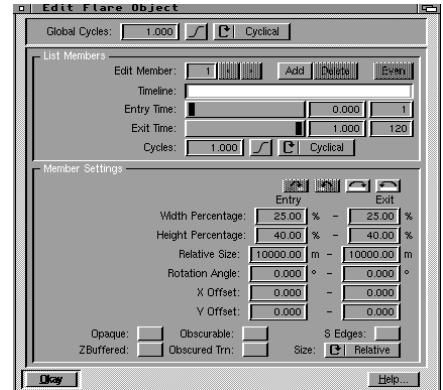 Edit Flare Object
Global Cycles: 1.000 Cyclical
List Members
Edit Member: 1 Add Delete Even
Timeline:
Entry Time: 0.000 1
Exit Time: 1.000 120
Cycles: 1.000 Cyclical
Member Settings
Entry Exit
Width Percentage: 25.00 % - 25.00 %
Height Percentage: 40.00 % - 40.00 %
Relative Size: 10000.00 m - 10000.00 m
Rotation Angle: 0.000 ° - 0.000 °
X Offset: 0.000 - 0.000
Y Offset: 0.000 - 0.000
Opaque: Obscurable: S Edges:
ZBuffered: Obscured Trn: Size: Relative
Okay Help...